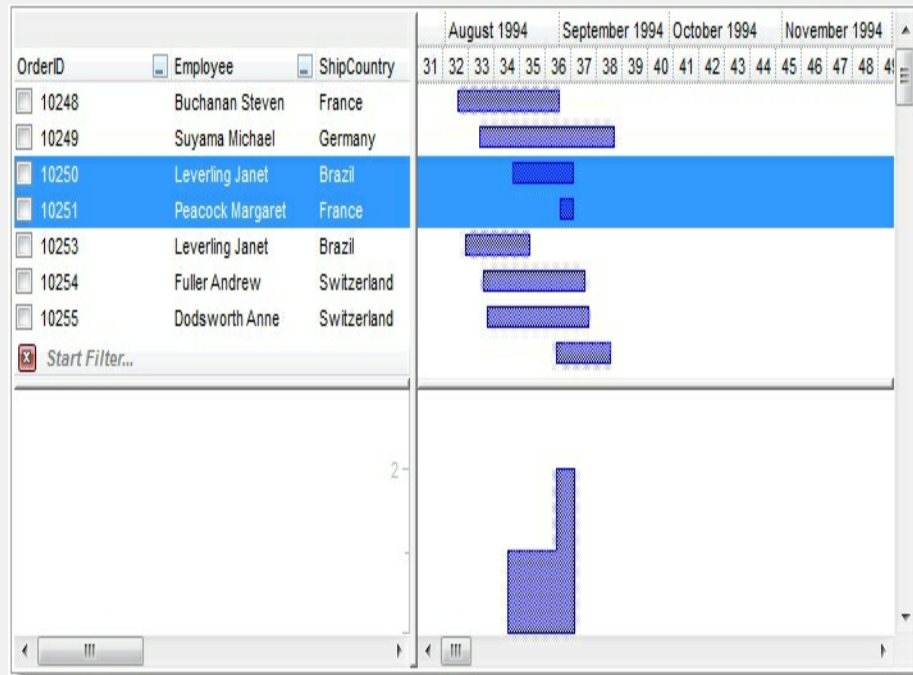 August 1994 September 1994 October 1994 November 1994
OrderID Employee ShipCountry 31 32 33 34 35 36 37 38 39 40 41 42 43 44 45 46 47 48
10248 Buchanan Steven France
10249 Suyama Michael Germany
10250 Leverling Janet Brazil
10251 Peacock Margaret France
10253 Leverling Janet Brazil
10254 Fuller Andrew Switzerland
10255 Dodsworth Anne Switzerland
Start Filter...
2